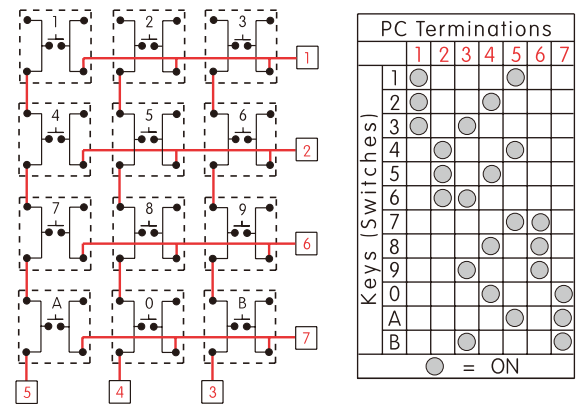 1 2 3
1
4 5 6
2
7 8 9
6
A 0 B
7
5 4 3
PC Terminations
1 2 3 4 5 6 7
Keys (Switches)
1
2
3
4
5
6
7
8
9
0
A
B
= ON